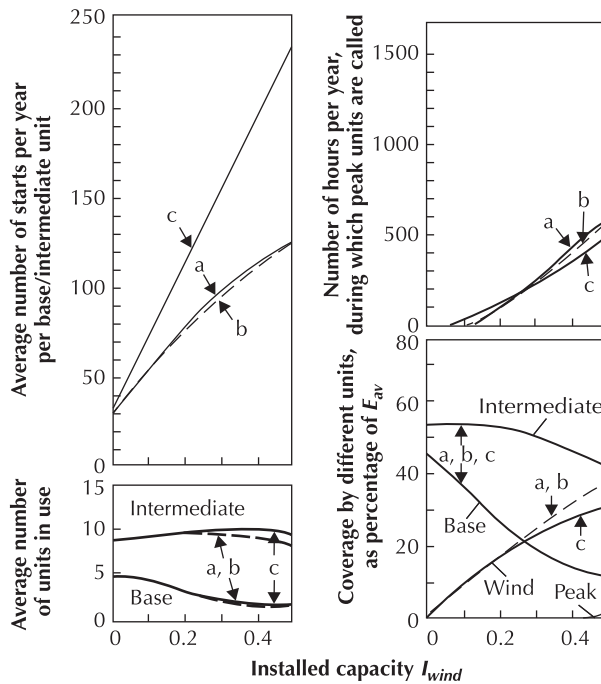 Average number of starts per year
per base/intermediate unit
250
200
150
100
50
0
c
a
b
Number of hours per year,
during which peak units are called
1500
1000
500
0
a
b
c
Average number
of units in use
15
10
5
0
Intermediate
a, b
c
Base
0
0.2
0.4
Coverage by different units,
as percentage of E_av
80
60
40
20
0
Intermediate
a, b, c
Base
a, b
c
Wind
Peak
0
0.2
0.4
Installed capacity I_wind